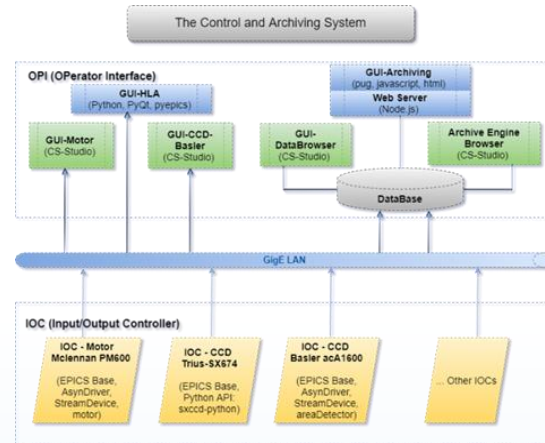 The Control and Archiving System
OPI (OPerator Interface)
GUI-HLA
(Python, PyQt, pyepics)
GUI-Archiving
(pug, javascript, html)
Web Server
(Node.js)
GUI-Motor
(CS-Studio)
GUI-CCD-
Basler
(CS-Studio)
GUI-
DataBrowser
(CS-Studio)
Archive Engine
Browser
(CS-Studio)
DataBase
GigE LAN
IOC (Input/Output Controller)
IOC - Motor
Mclennan PM600
(EPICS Base,
AsynDriver,
StreamDevice,
motor)
IOC - CCD
Trius-SX674
(EPICS Base,
Python API:
sxccd-python)
IOC - CCD
Basler acA1600
(EPICS Base,
AsynDriver,
StreamDevice,
areaDetector)
... Other IOCs